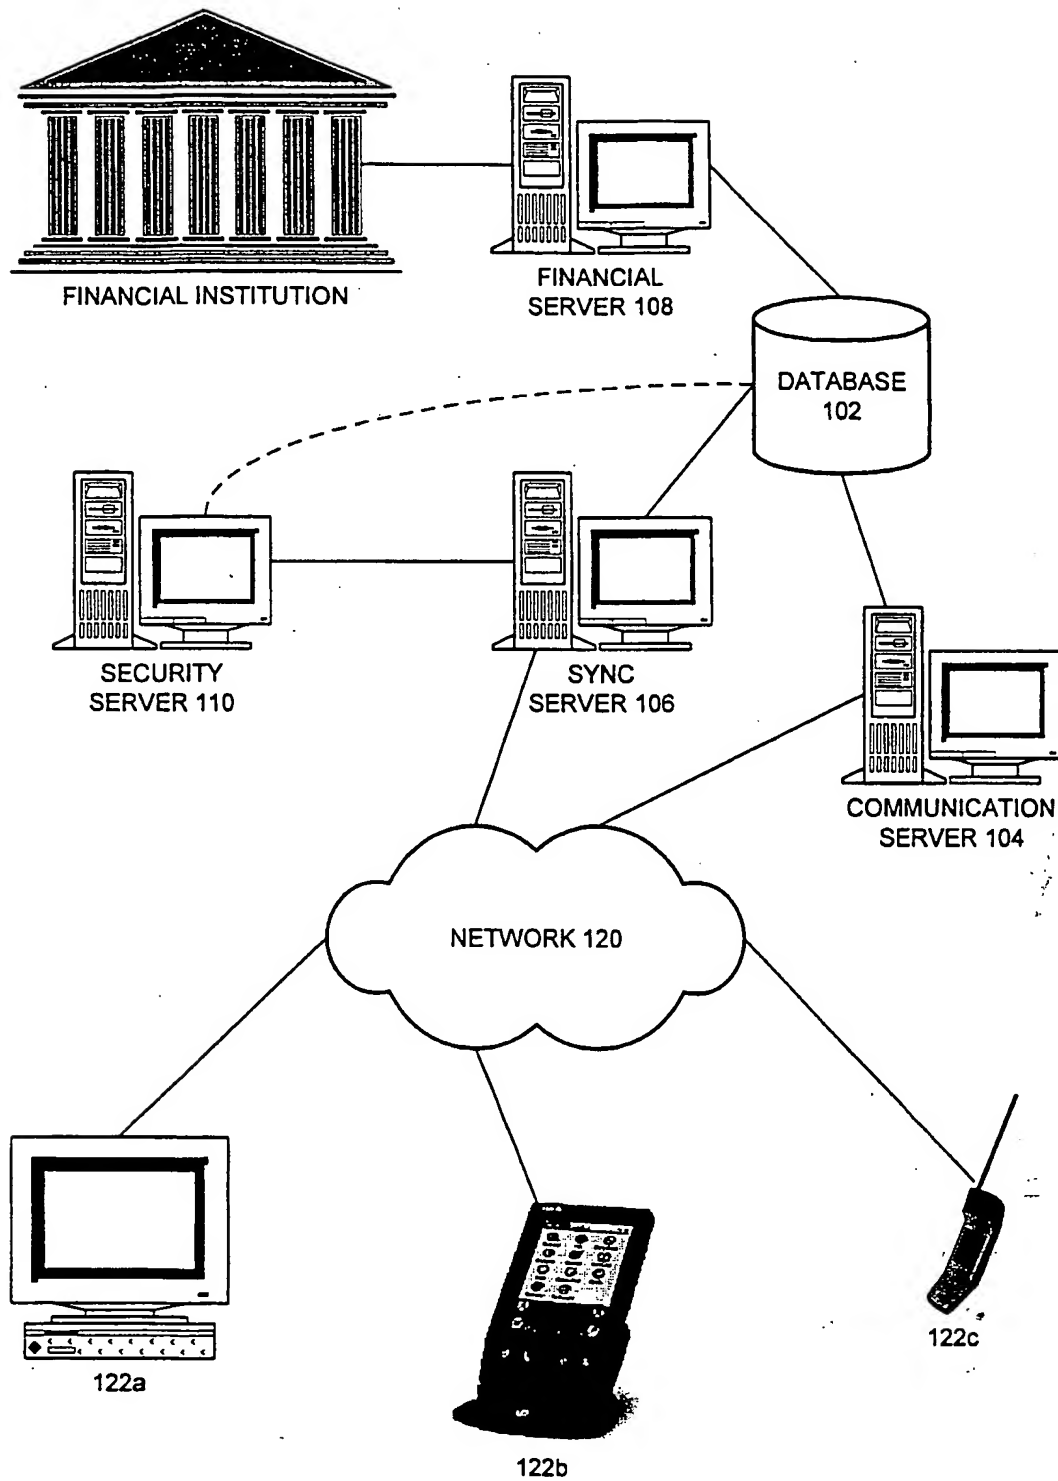 FINANCIAL INSTITUTION
FINANCIAL
SERVER 108
DATABASE
102
SECURITY
SERVER 110
SYNC
SERVER 106
COMMUNICATION
SERVER 104
NETWORK 120
122a
122b
122c